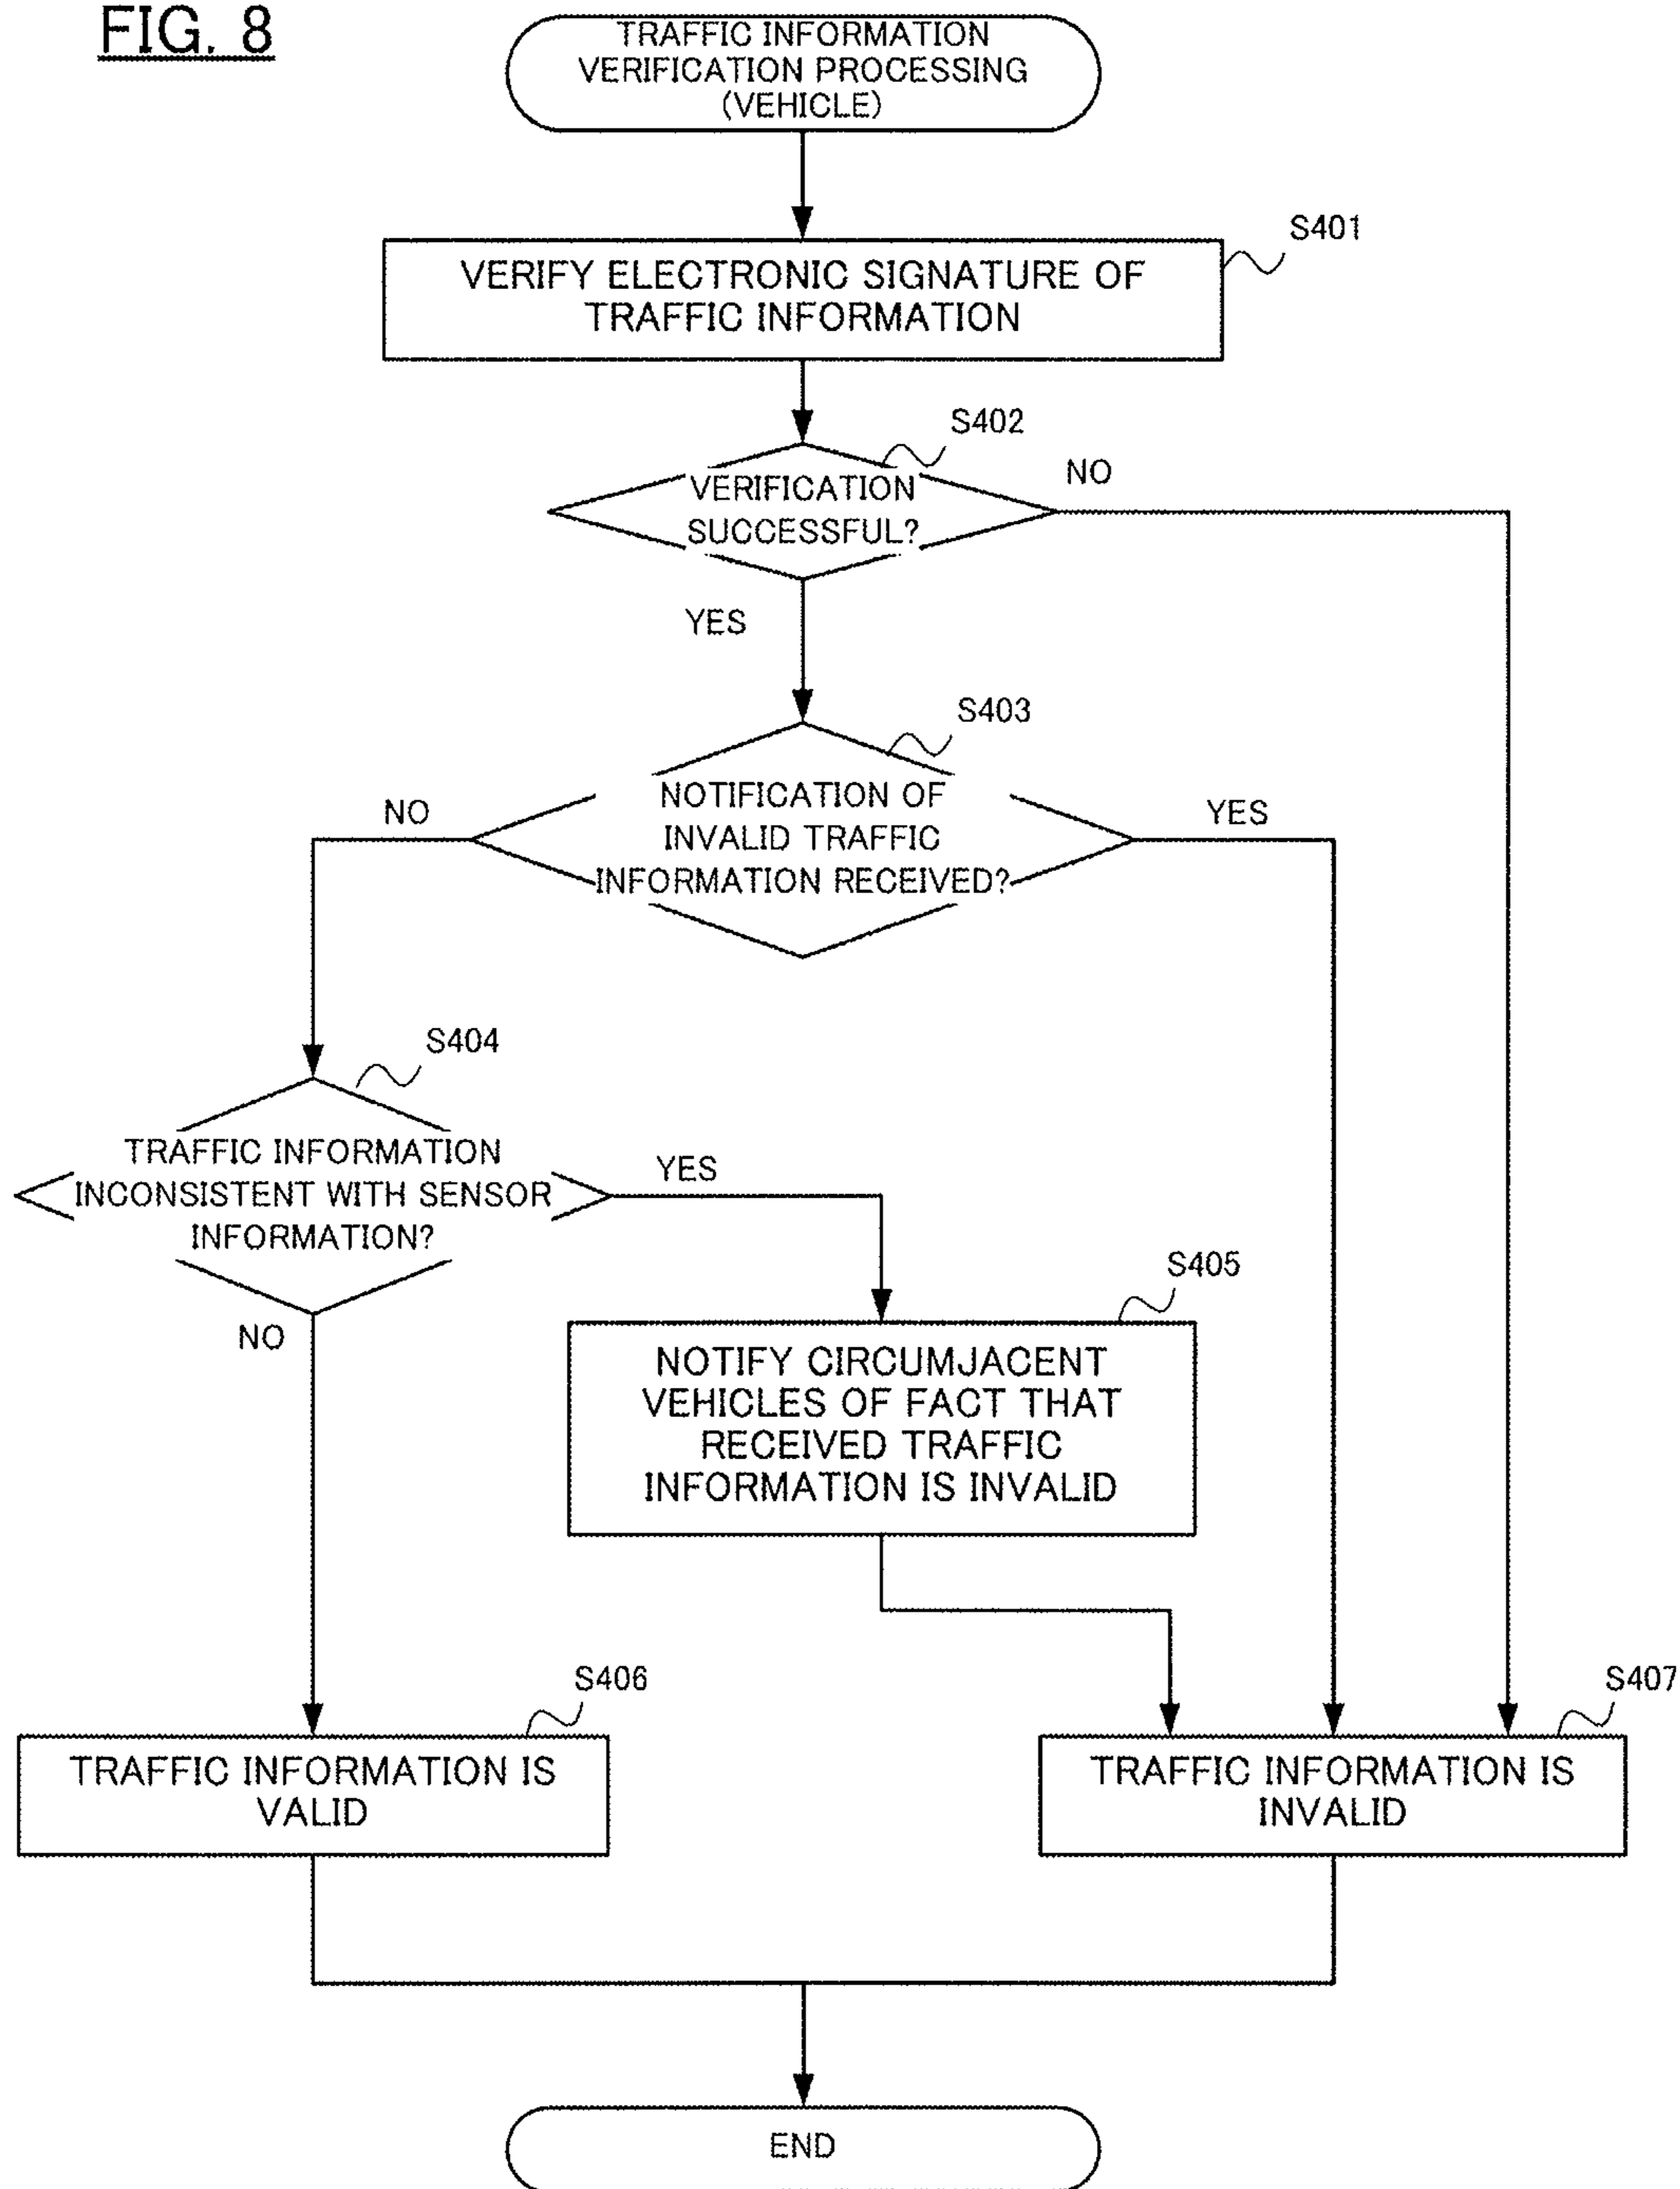 FIG. 8
TRAFFIC INFORMATION
VERIFICATION PROCESSING
(VEHICLE)
S401
VERIFY ELECTRONIC SIGNATURE OF
TRAFFIC INFORMATION
S402
NO
VERIFICATION
SUCCESSFUL?
YES
S403
NO
NOTIFICATION OF
INVALID TRAFFIC
INFORMATION RECEIVED?
YES
S404
TRAFFIC INFORMATION
INCONSISTENT WITH SENSOR
INFORMATION?
YES
NO
S405
NOTIFY CIRCUMJACENT
VEHICLES OF FACT THAT
RECEIVED TRAFFIC
INFORMATION IS INVALID
S406
TRAFFIC INFORMATION IS
VALID
S407
TRAFFIC INFORMATION IS
INVALID
END